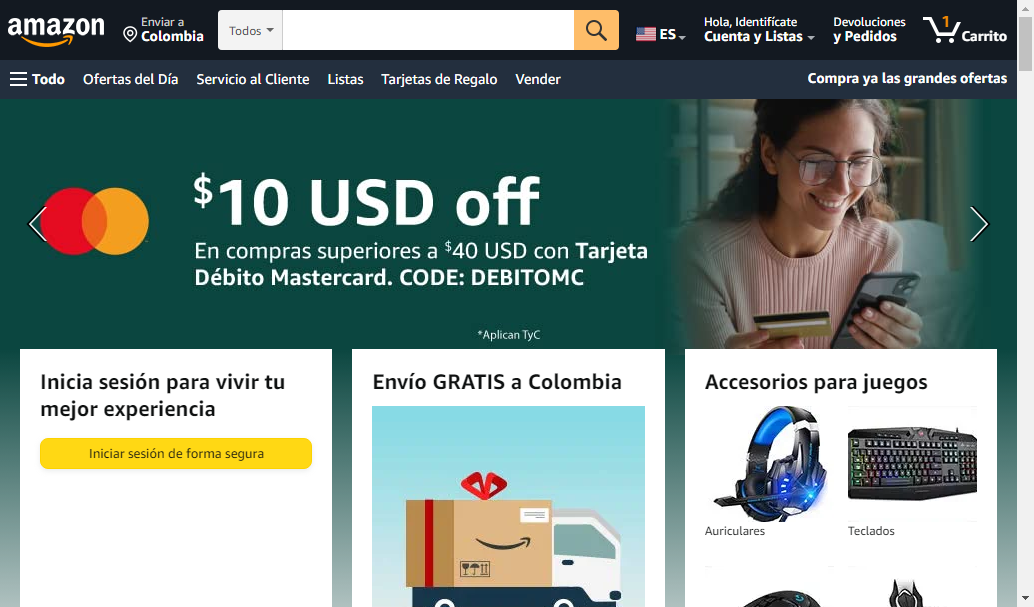 amazon
Enviar a
Colombia
Todos
ES
Hola, Identifícate
Cuenta y Listas
Devoluciones
y Pedidos
1
Carrito
Todo
Ofertas del Día
Servicio al Cliente
Listas
Tarjetas de Regalo
Vender
Compra ya las grandes ofertas
$10 USD off
En compras superiores a $40 USD con Tarjeta
Débito Mastercard. CODE: DEBITOMC
*Aplican TyC
Inicia sesión para vivir tu
mejor experiencia
Iniciar sesión de forma segura
Envío GRATIS a Colombia
Accesorios para juegos
Auriculares
Teclados